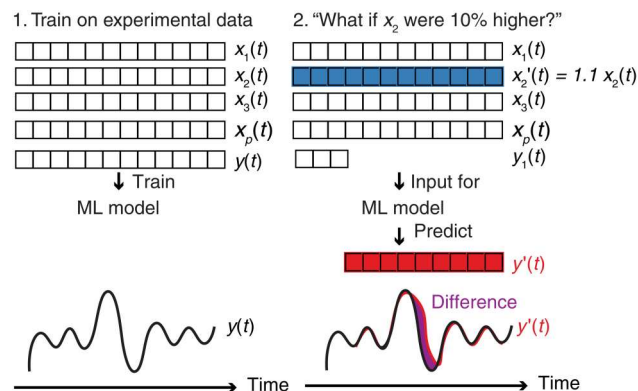 1. Train on experimental data
x₁(t)
x₂(t)
x₃(t)
xₚ(t)
y(t)
Train
ML model
y(t)
Time
2. “What if x₂ were 10% higher?”
x₁(t)
x₂'(t) = 1.1 x₂(t)
x₃(t)
xₚ(t)
y₁(t)
Input for
ML model
Predict
y'(t)
Difference
y'(t)
Time